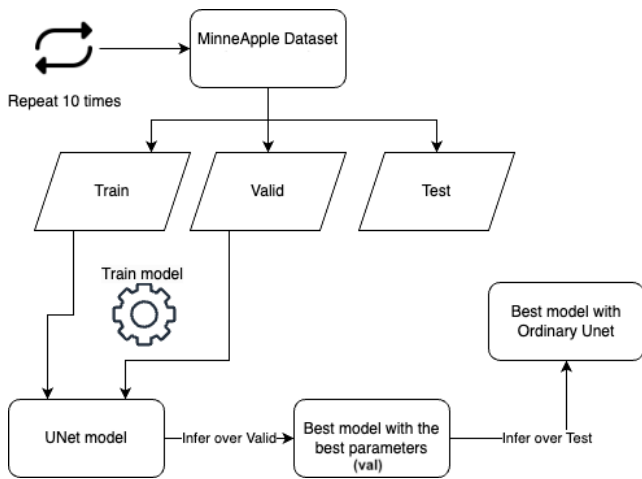 MinneApple Dataset
Repeat 10 times
Train
Valid
Test
Train model
Best model with
Ordinary Unet
UNet model
Infer over Valid
Best model with the
best parameters
(val)
Infer over Test